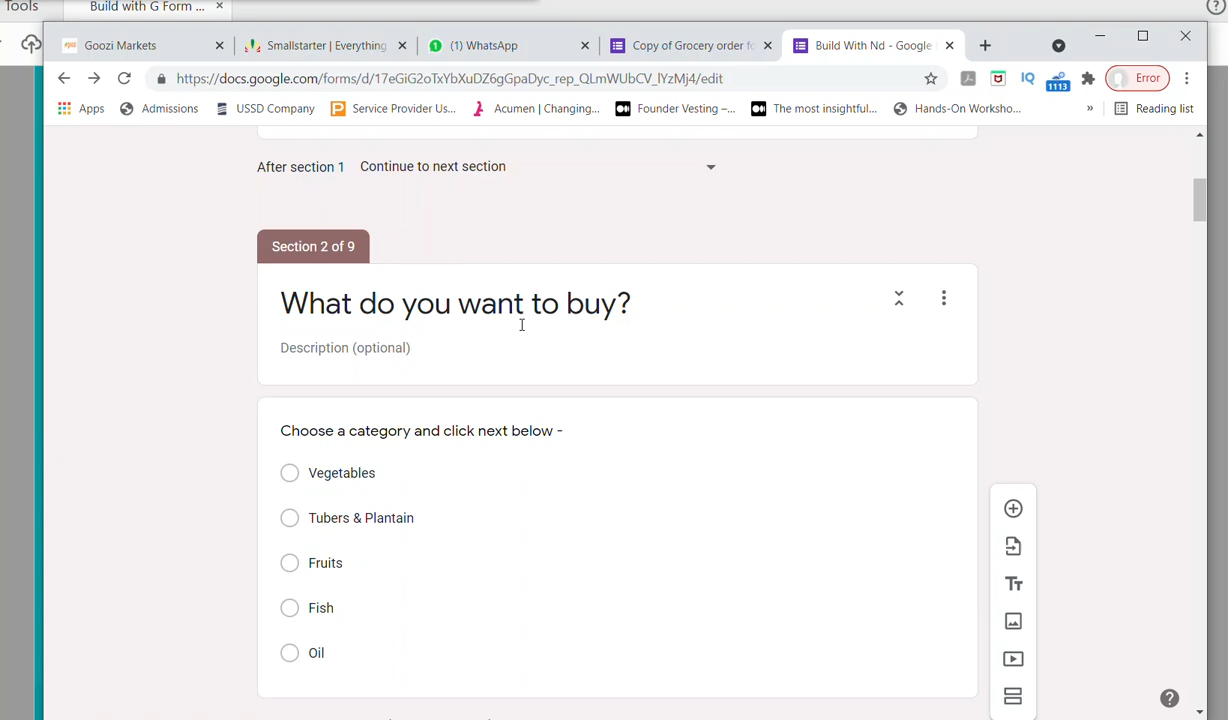 Tools
Build with G Form ...
Goozi Markets
Smallstarter | Everything
(1) WhatsApp
Copy of Grocery order fo
Build With Nd - Google
https://docs.google.com/forms/d/17eGiG2oTxYbXuDZ6gGpaDyc_rep_QLmWUbCV_lYzMj4/edit
IQ
1113
Error
Apps
Admissions
USSD Company
Service Provider Us...
Acumen | Changing...
Founder Vesting –...
The most insightful...
Hands-On Worksho...
»
Reading list
After section 1
Continue to next section
Section 2 of 9
What do you want to buy?
Description (optional)
Choose a category and click next below -
Vegetables
Tubers & Plantain
Fruits
Fish
Oil